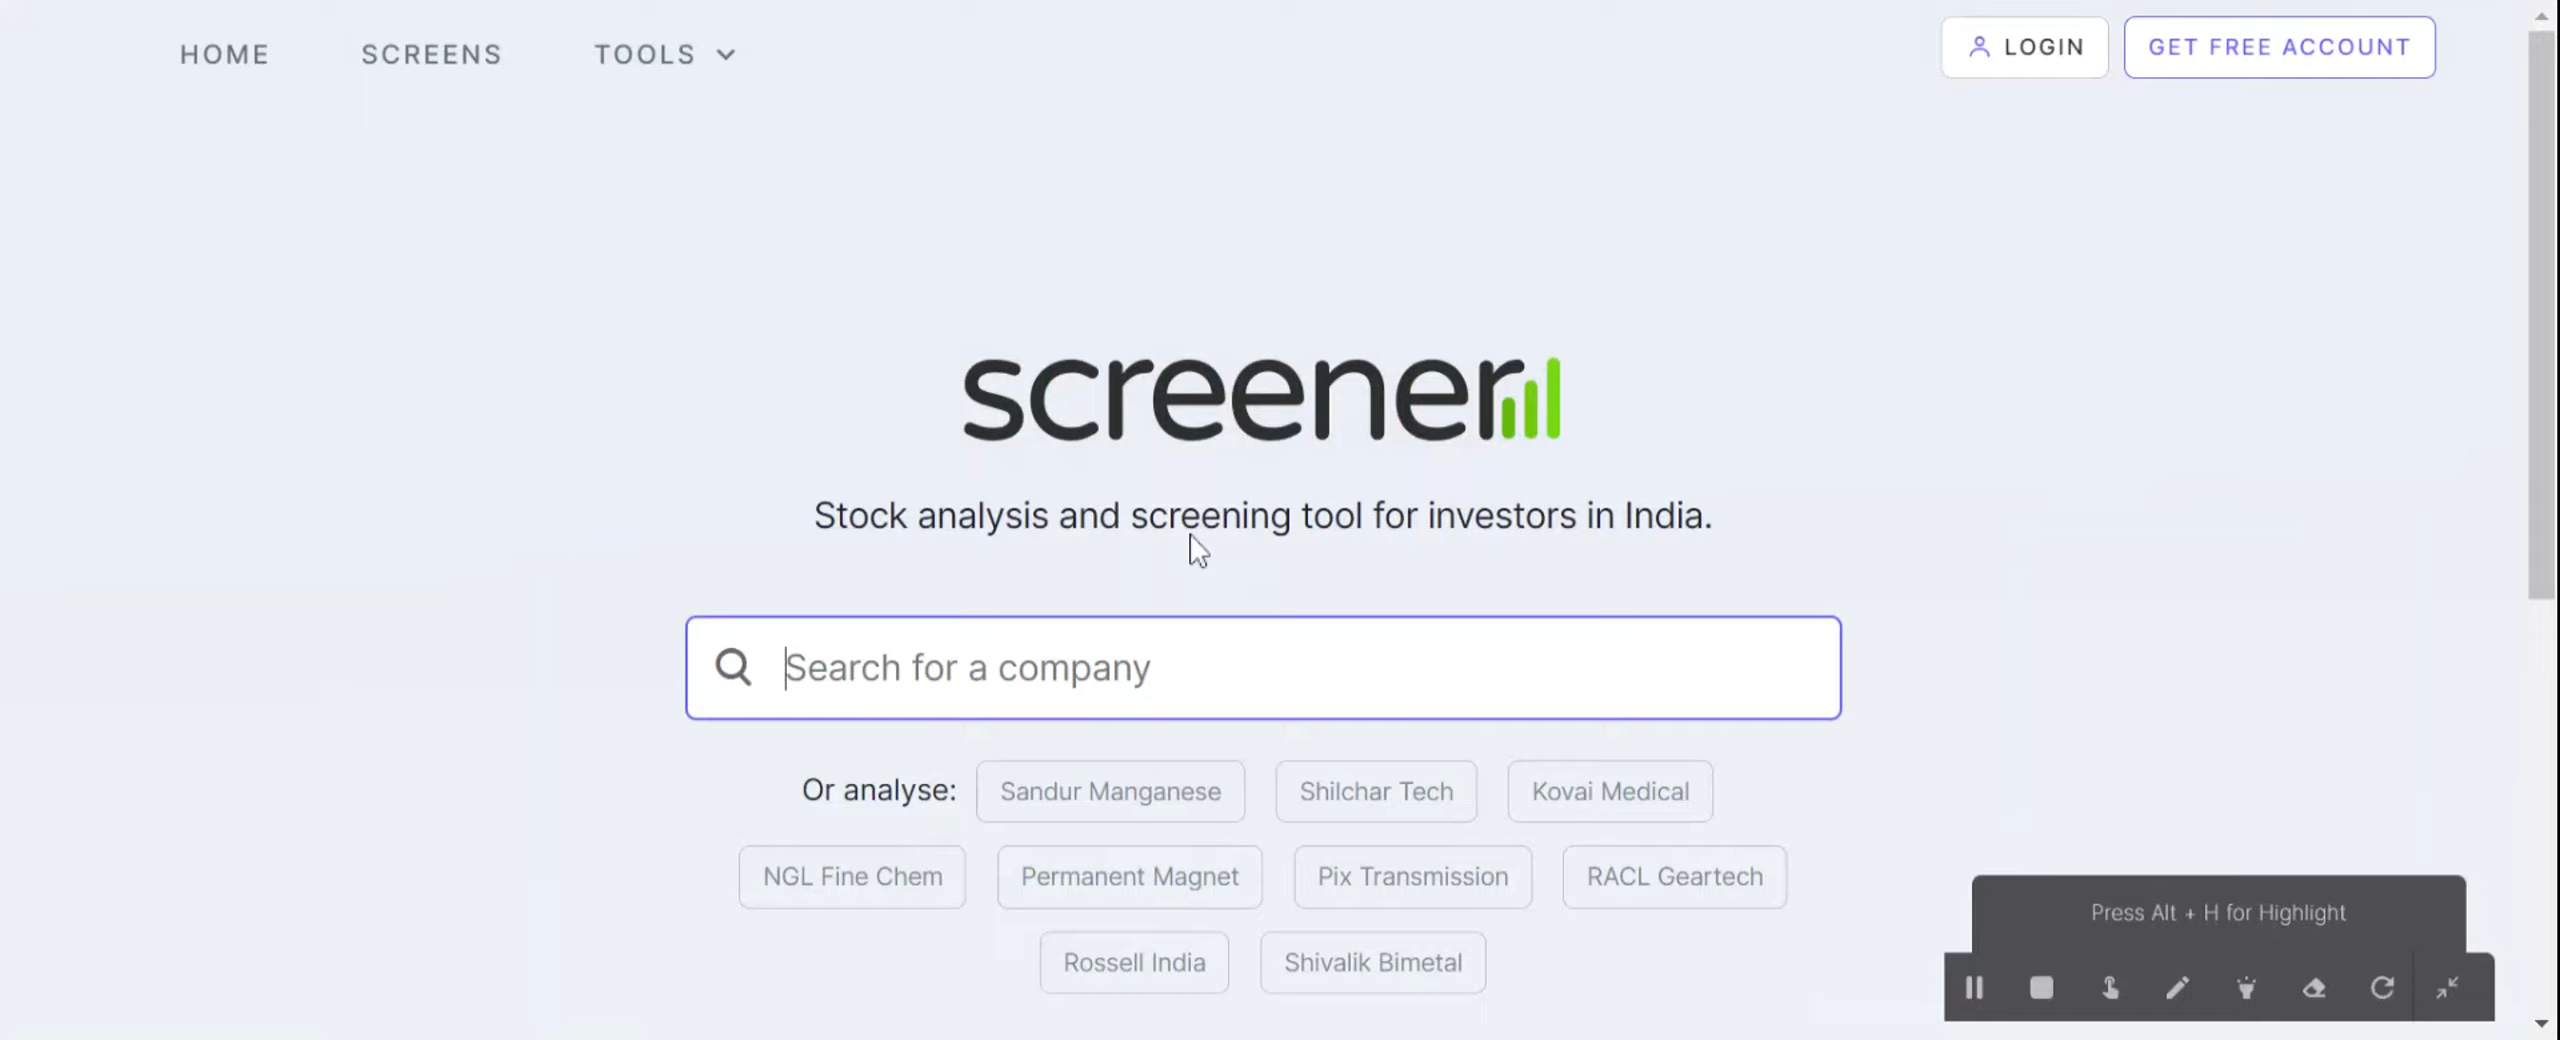 HOME SCREENS TOOLS LOGIN GET FREE ACCOUNT
screener
Stock analysis and screening tool for investors in India.
Search for a company
Or analyse: Sandur Manganese Shilchar Tech Kovai Medical
NGL Fine Chem Permanent Magnet Pix Transmission RACL Geartech
Rossell India Shivalik Bimetal
Press Alt + H for Highlight